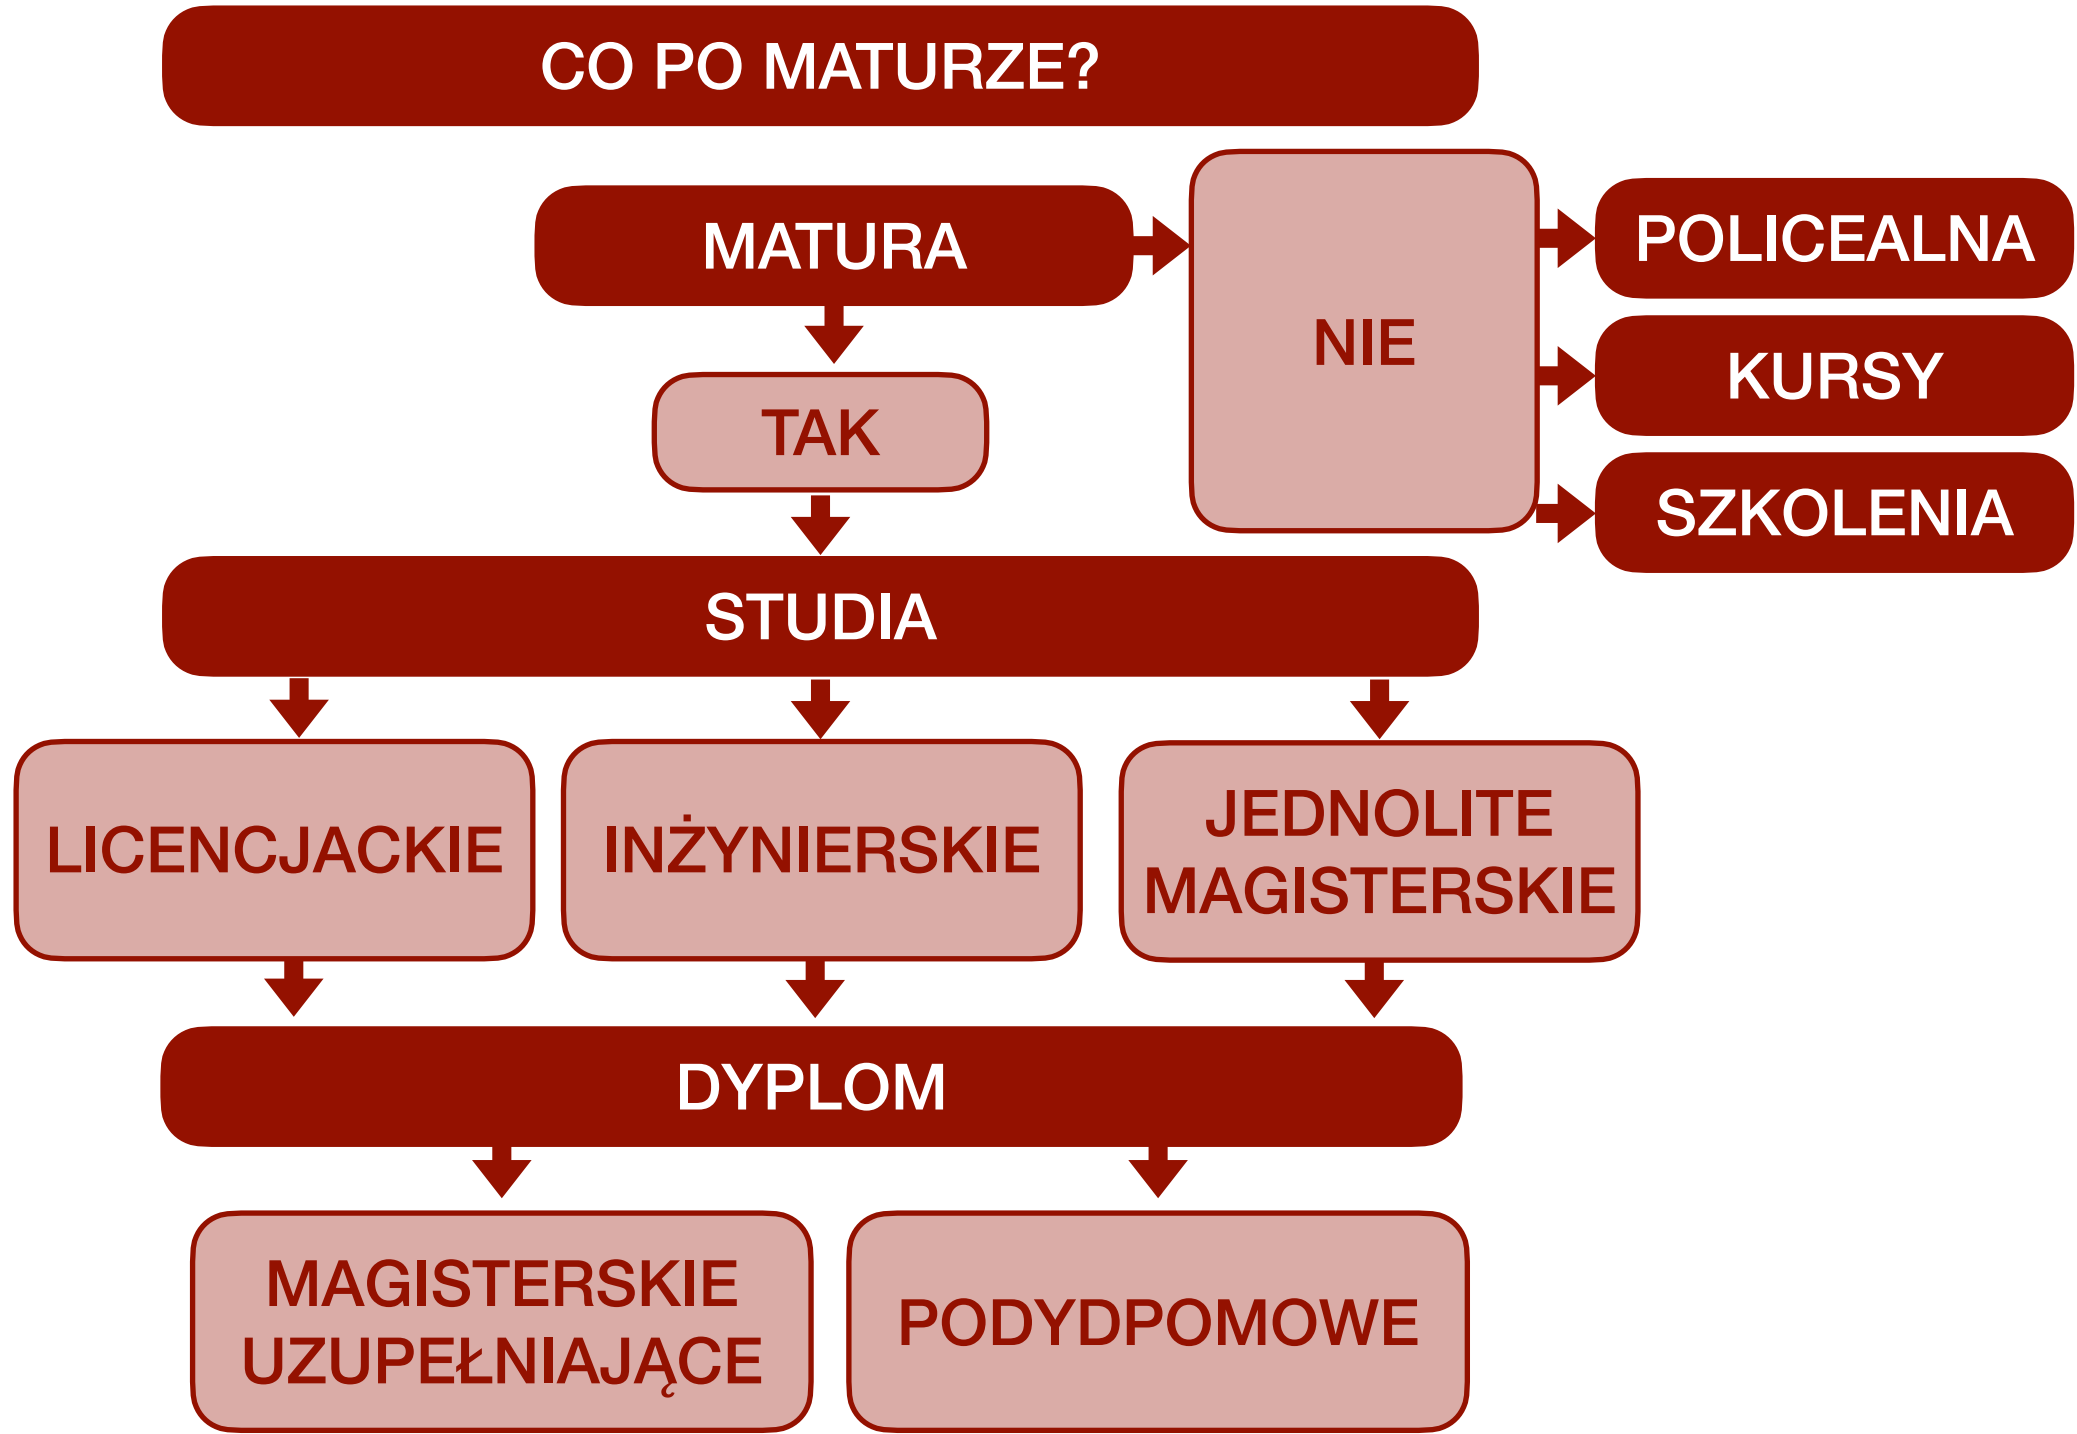 CO PO MATURZE?
MATURA
NIE
POLICEALNA
KURSY
SZKOLENIA
TAK
STUDIA
LICENCJACKIE
INŻYNIERSKIE
JEDNOLITE
MAGISTERSKIE
DYPLOM
MAGISTERSKIE
UZUPEŁNIAJĄCE
PODYDPOMOWE